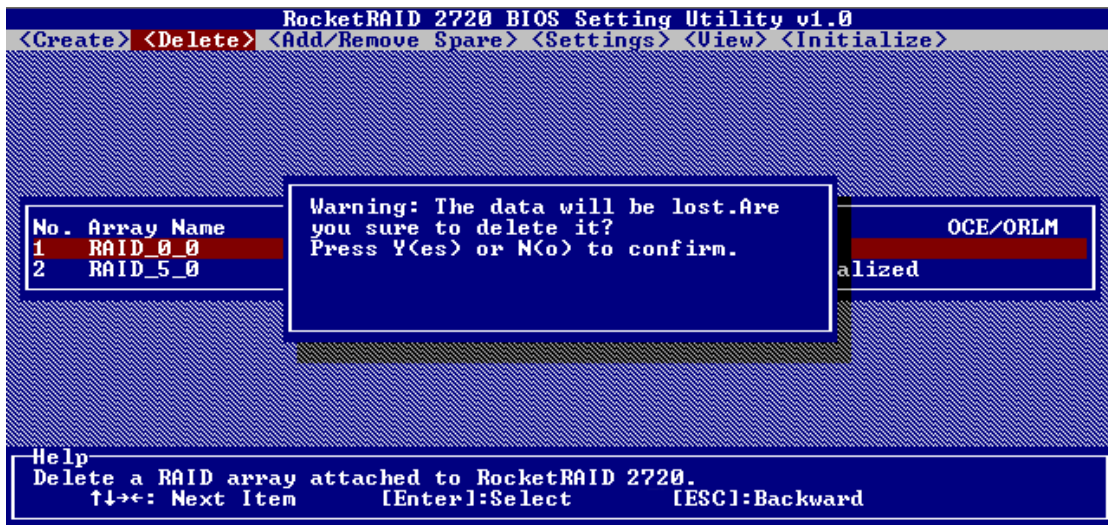 RocketRAID 2720 BIOS Setting Utility v1.0
<Create> <Delete> <Add/Remove Spare> <Settings> <View> <Initialize>
Warning: The data will be lost.Are
you sure to delete it?
Press Y(es) or N(o) to confirm.
No. Array Name OCE/ORLM
1 RAID_0_0
2 RAID_5_0 alized
Help
Delete a RAID array attached to RocketRAID 2720.
↑↓→←: Next Item [Enter]:Select [ESC]:Backward